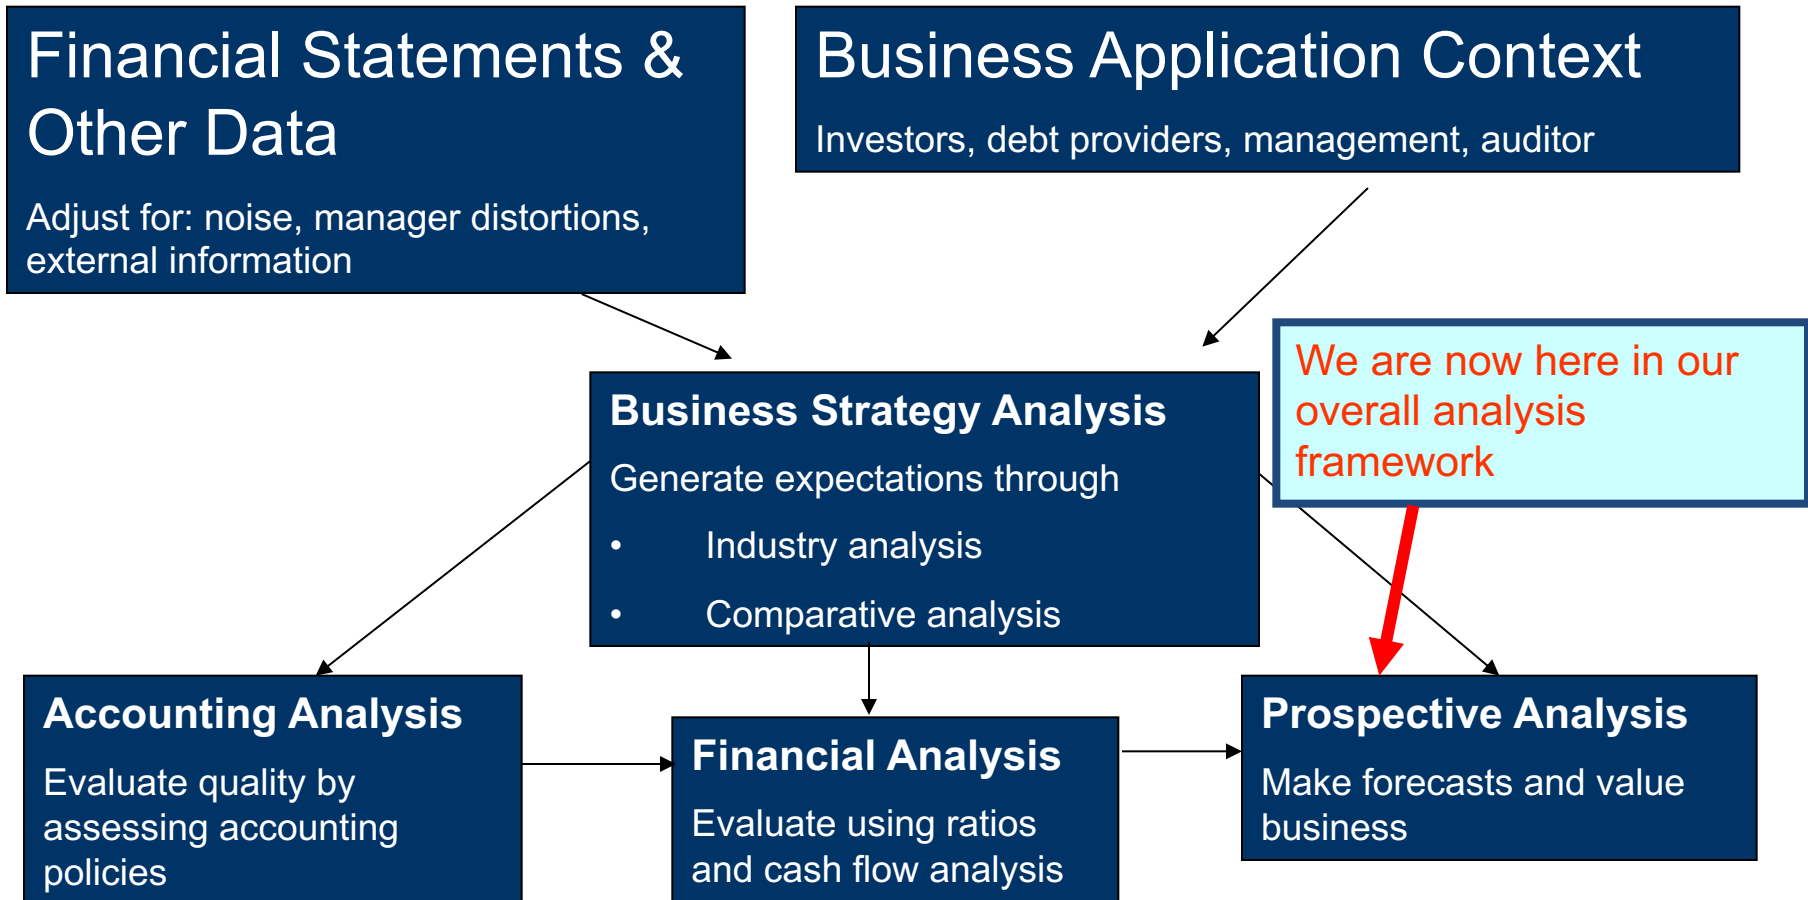 Financial Statements &
Other Data
Adjust for: noise, manager distortions,
external information
Business Application Context
Investors, debt providers, management, auditor
We are now here in our
overall analysis
framework
Business Strategy Analysis
Generate expectations through
• Industry analysis
• Comparative analysis
Accounting Analysis
Evaluate quality by
assessing accounting
policies
Financial Analysis
Evaluate using ratios
and cash flow analysis
Prospective Analysis
Make forecasts and value
business